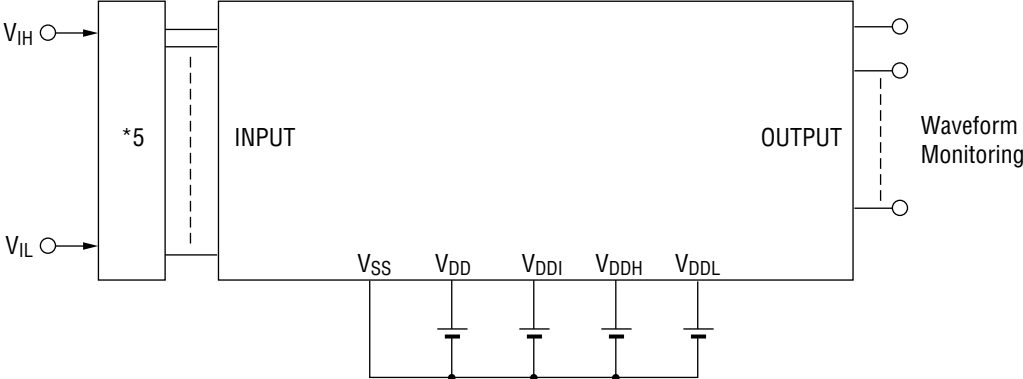 V_IH
*5
INPUT
OUTPUT
Waveform
Monitoring
V_IL
V_SS V_DD V_DDI V_DDH V_DDL